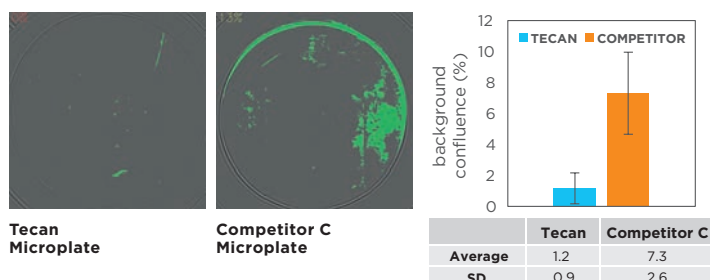 13%
Tecan
Microplate
Competitor C
Microplate
12
10
8
6
4
2
0
background
confluence (%)
TECAN COMPETITOR
Tecan Competitor C
Average 1.2 7.3
SD 0.9 2.6